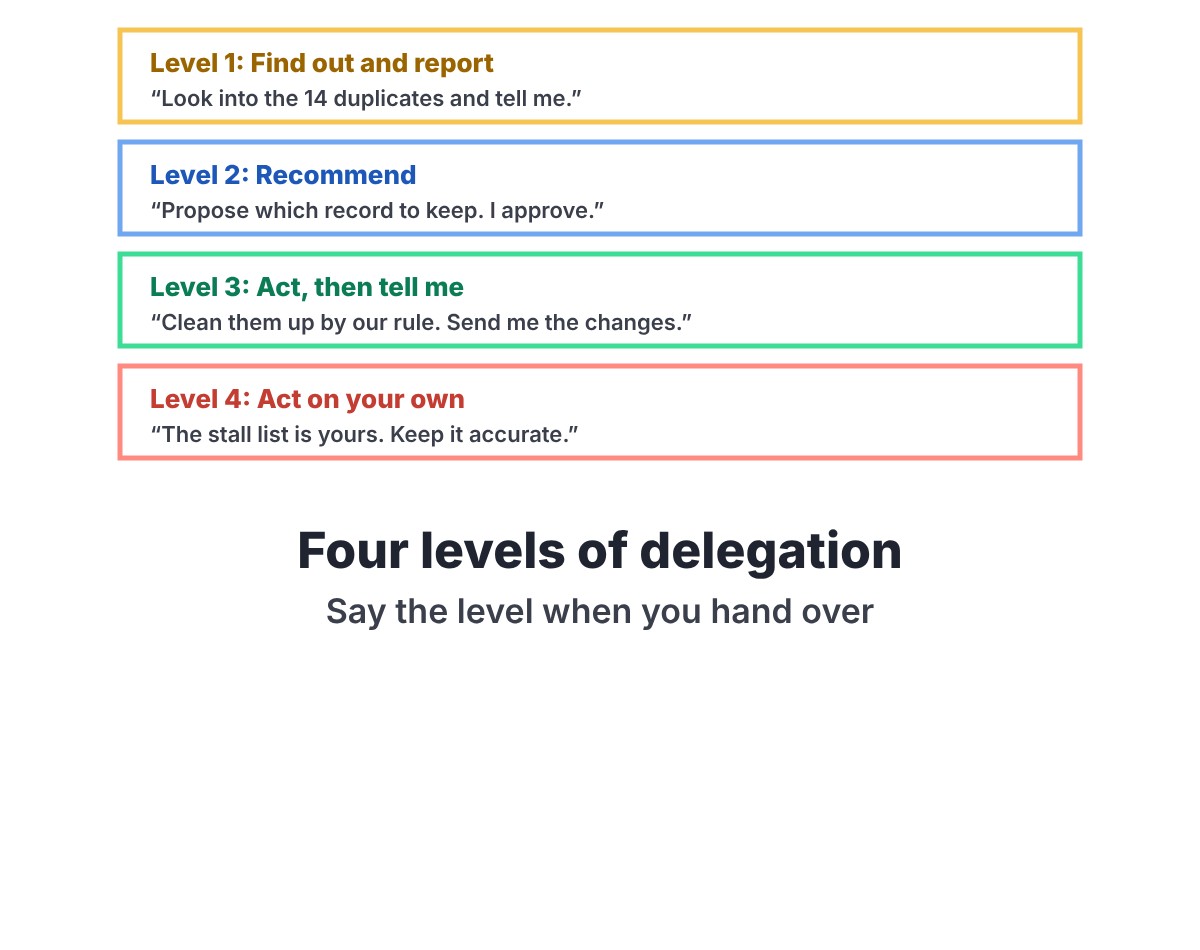 Level 1: Find out and report
“Look into the 14 duplicates and tell me.”
Level 2: Recommend
“Propose which record to keep. I approve.”
Level 3: Act, then tell me
“Clean them up by our rule. Send me the changes.”
Level 4: Act on your own
“The stall list is yours. Keep it accurate.”
Four levels of delegation
Say the level when you hand over